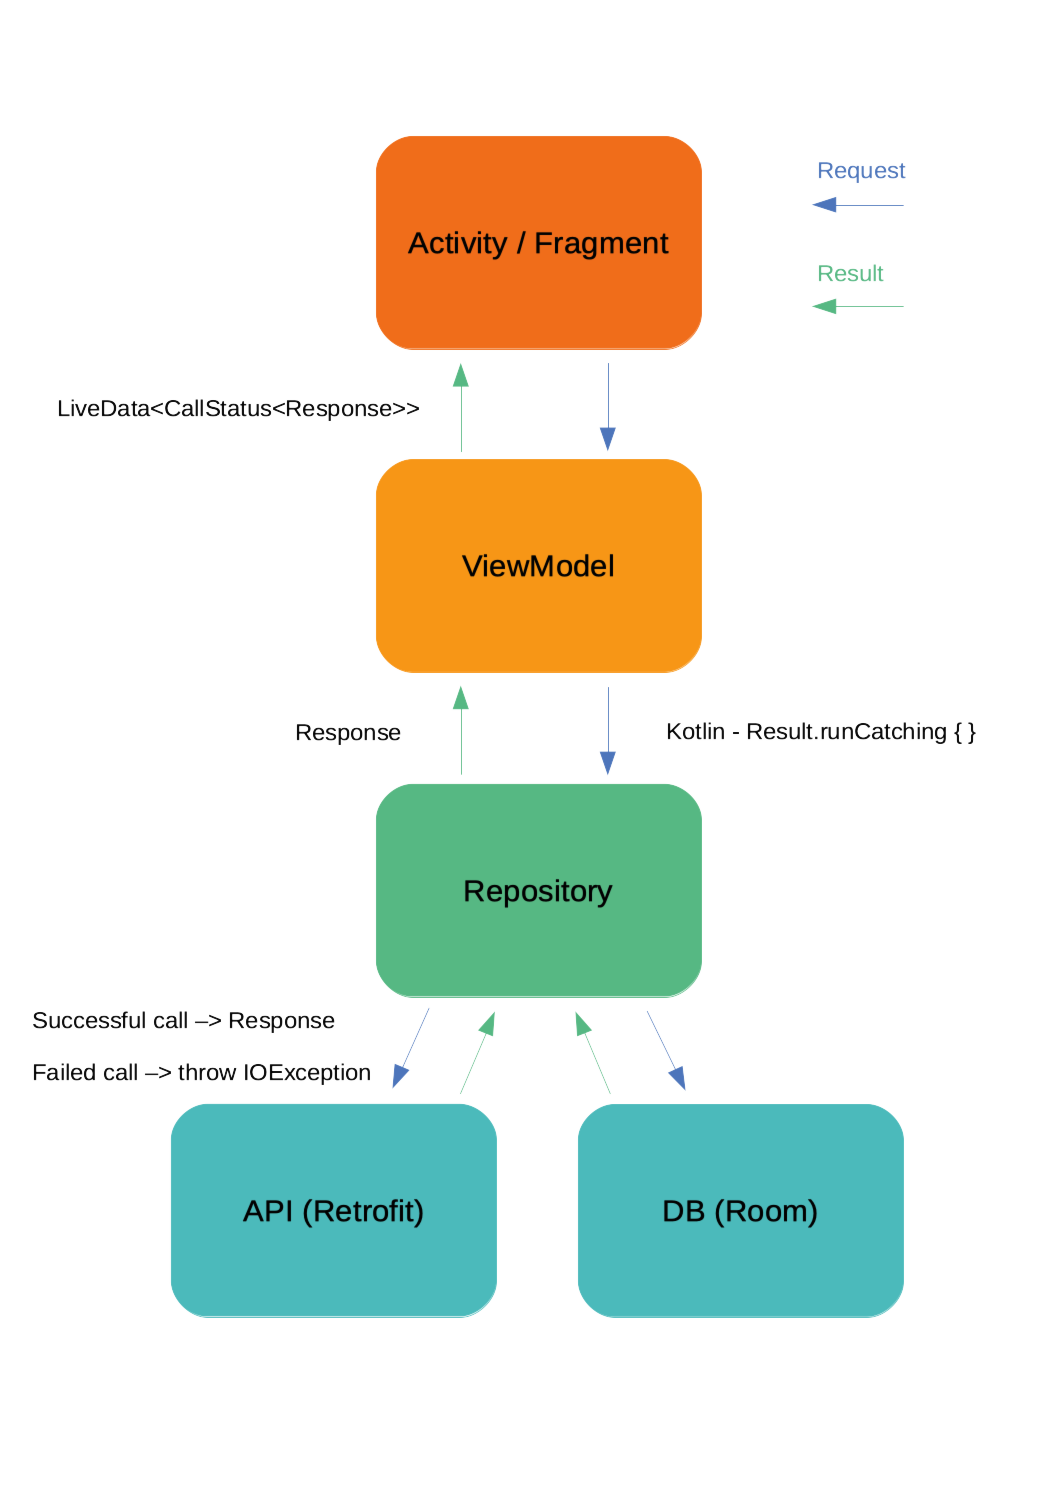 Request
Activity / Fragment
Result
LiveData<CallStatus<Response>>
ViewModel
Response
Kotlin - Result.runCatching { }
Repository
Successful call –> Response
Failed call –> throw IOException
API (Retrofit)
DB (Room)